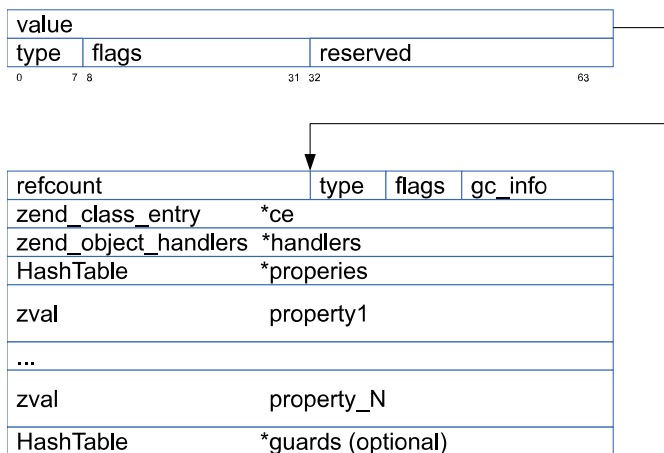 value
type flags reserved
0 7 8 31 32 63
refcount type flags gc_info
zend_class_entry *ce
zend_object_handlers *handlers
HashTable *properies
zval property1
...
zval property_N
HashTable *guards (optional)